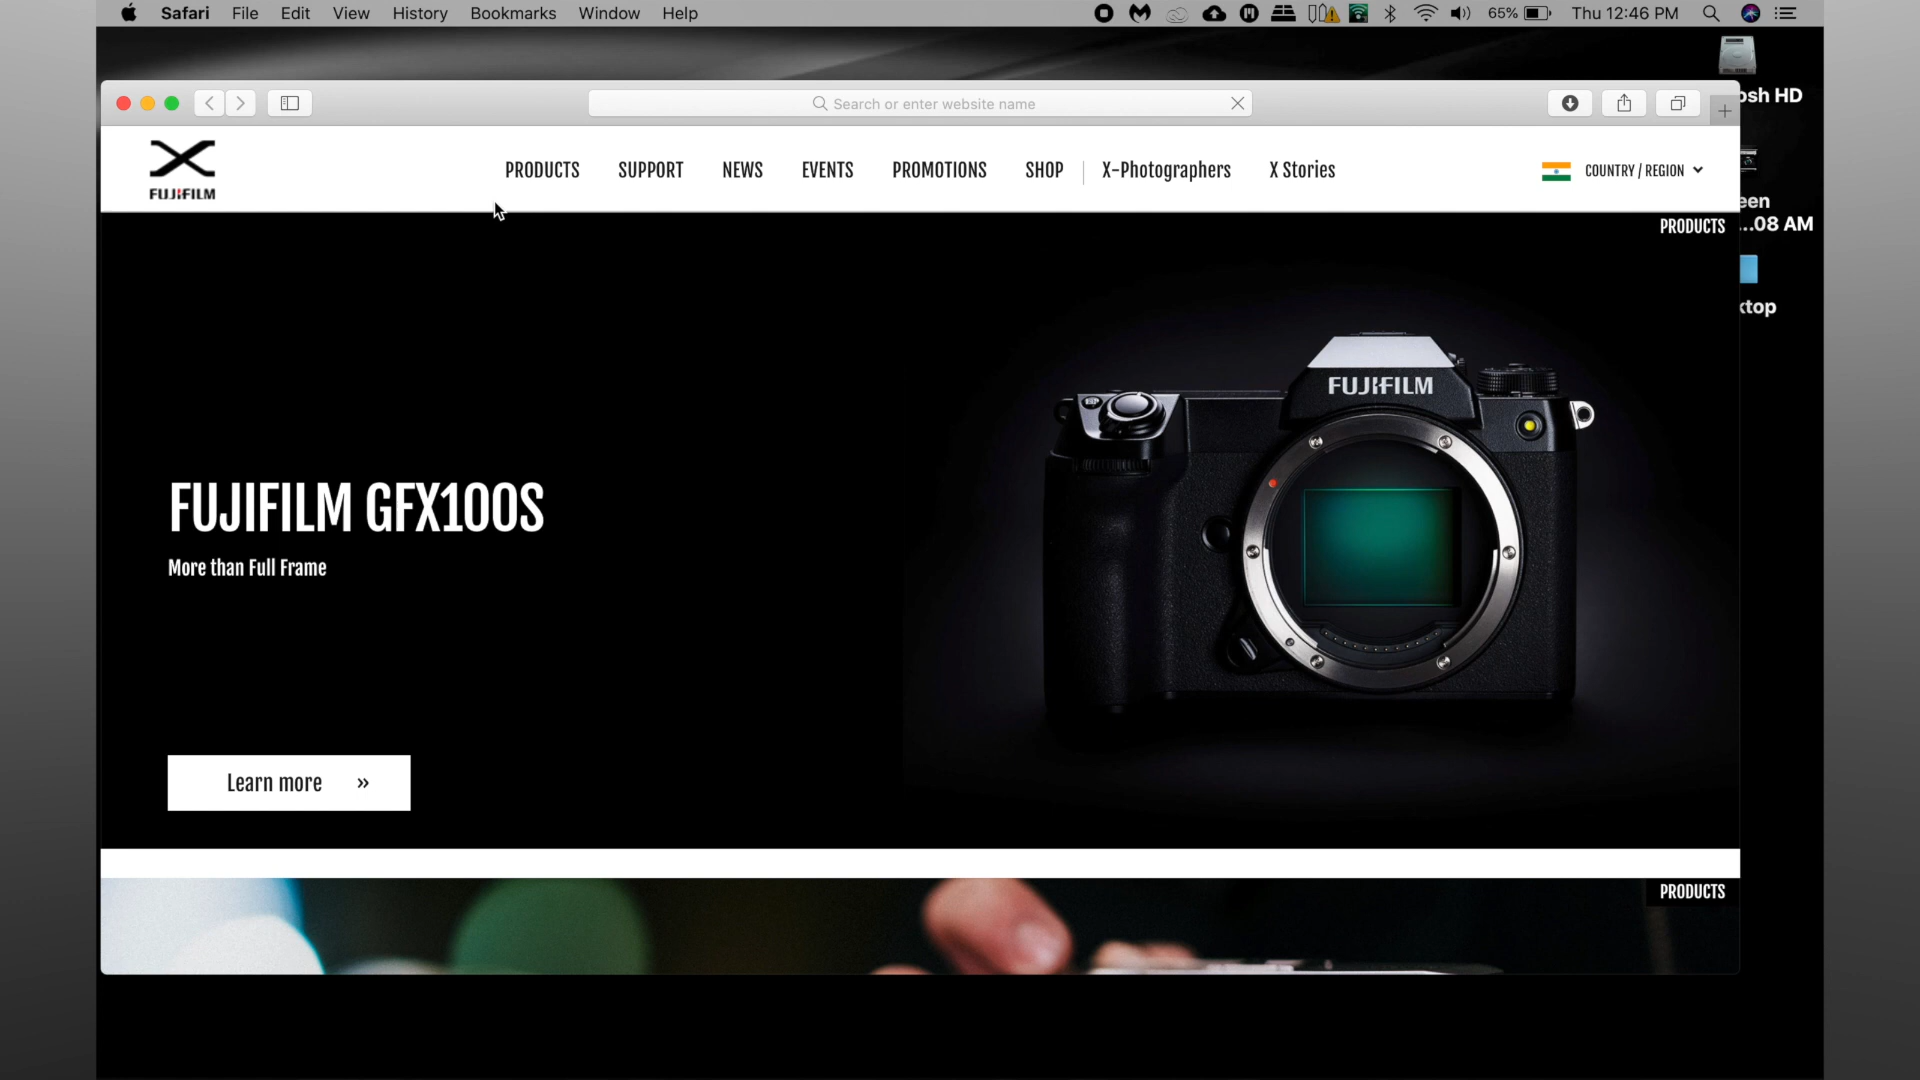 Safari File Edit View History Bookmarks Window Help 65% Thu 12:46 PM
osh HD
Search or enter website name
FUJIFILM
PRODUCTS SUPPORT NEWS EVENTS PROMOTIONS SHOP X-Photographers X Stories COUNTRY / REGION
een
...08 AM
PRODUCTS
ktop
FUJIFILM
FUJIFILM GFX100S
More than Full Frame
Learn more »
PRODUCTS